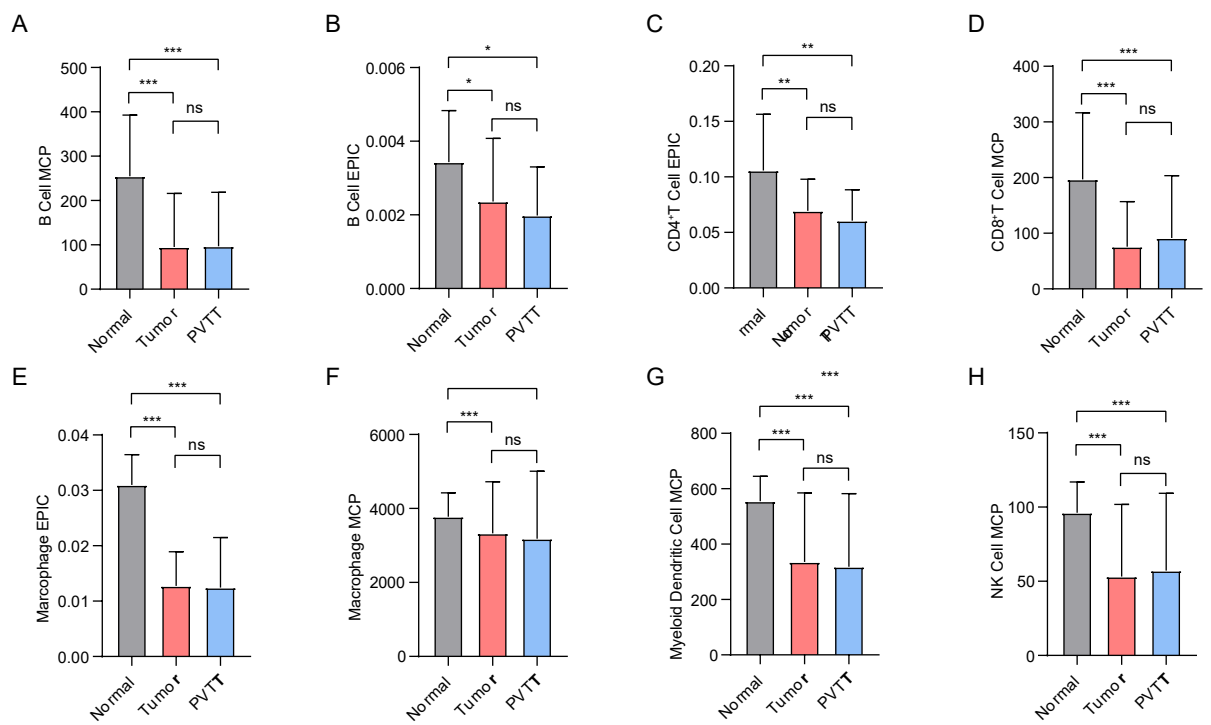 A
***
***
ns
500
400
300
200
100
0
B Cell MCP
Normal
Tumor
PVTT
B
*
*
ns
0.006
0.004
0.002
0.000
B Cell EPIC
Normal
Tumor
PVTT
C
**
**
ns
0.20
0.15
0.10
0.05
0.00
CD4+T Cell EPIC
rmal
No
umor
T
PVTT
D
***
***
ns
400
300
200
100
0
CD8+T Cell MCP
Normal
Tumor
PVTT
E
***
***
ns
0.04
0.03
0.02
0.01
0.00
Marcophage EPIC
Normal
Tumor
PVTT
F
***
ns
6000
4000
2000
0
Macrophage MCP
Normal
Tumor
PVTT
G
***
***
***
ns
800
600
400
200
0
Myeloid Dendritic Cell MCP
Normal
Tumor
PVTT
H
***
***
ns
150
100
50
0
NK Cell MCP
Normal
Tumor
PVTT